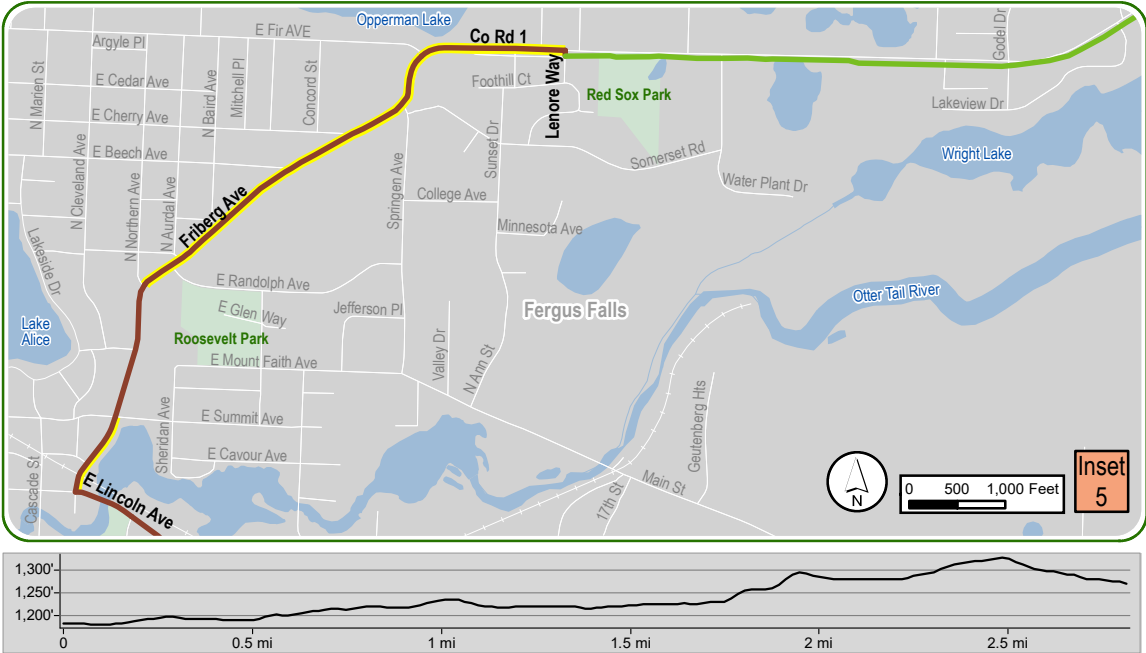 Opperman Lake
E Fir AVE
Argyle Pl
Co Rd 1
Godel Dr
N Marien St
E Cedar Ave
N Baird Ave
Mitchell Pl
Concord St
Foothill Ct
Lenore Way
Red Sox Park
Lakeview Dr
E Cherry Ave
E Beech Ave
Sunset Dr
Somerset Rd
Wright Lake
N Cleveland Ave
N Northern Ave
N Aurdal Ave
Friberg Ave
Springen Ave
College Ave
Water Plant Dr
Minnesota Ave
Lakeside Dr
E Randolph Ave
Otter Tail River
E Glen Way
Jefferson Pl
Fergus Falls
Lake
Alice
Roosevelt Park
E Mount Faith Ave
Valley Dr
N Ann St
Geutenberg Hts
Sheridan Ave
E Summit Ave
E Cavour Ave
Cascade St
E Lincoln Ave
17th St
Main St
N
0 500 1,000 Feet
Inset
5
1,300'
1,250'
1,200'
0 0.5 mi 1 mi 1.5 mi 2 mi 2.5 mi